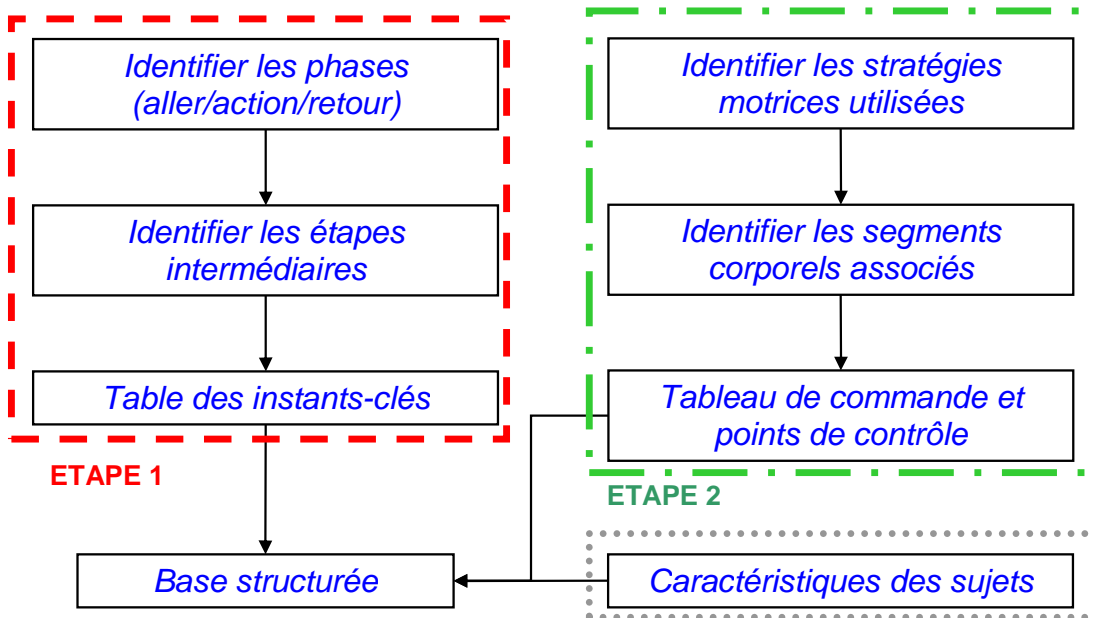 Identifier les phases
(aller/action/retour)
Identifier les étapes
intermédiaires
Table des instants-clés
ETAPE 1
Base structurée
Identifier les stratégies
motrices utilisées
Identifier les segments
corporels associés
Tableau de commande et
points de contrôle
ETAPE 2
Caractéristiques des sujets